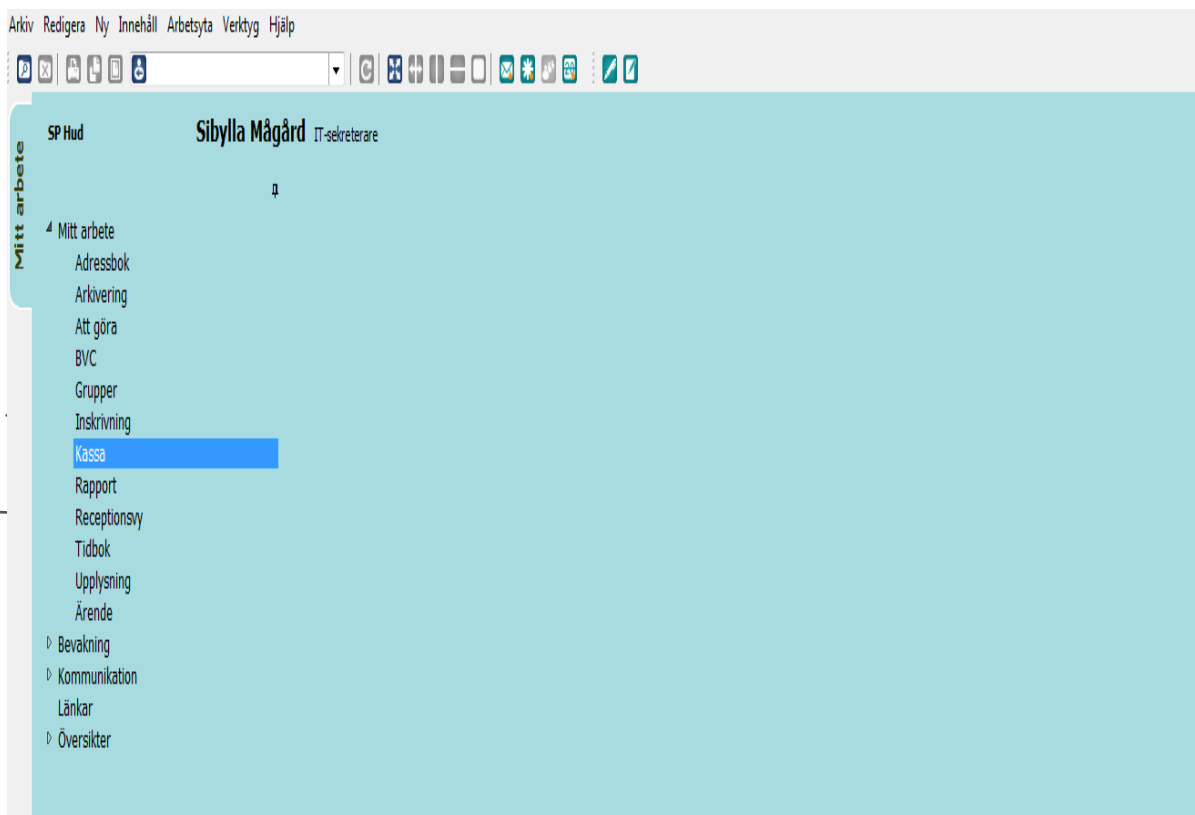 Arkiv Redigera Ny Innehåll Arbetsyta Verktyg Hjälp
SP Hud Sibylla Mågård IT-sekreterare
Mitt arbete
Mitt arbete
Adressbok
Arkivering
Att göra
BVC
Grupper
Inskrivning
Kassa
Rapport
Receptionsvy
Tidbok
Upplysning
Ärende
Bevakning
Kommunikation
Länkar
Översikter